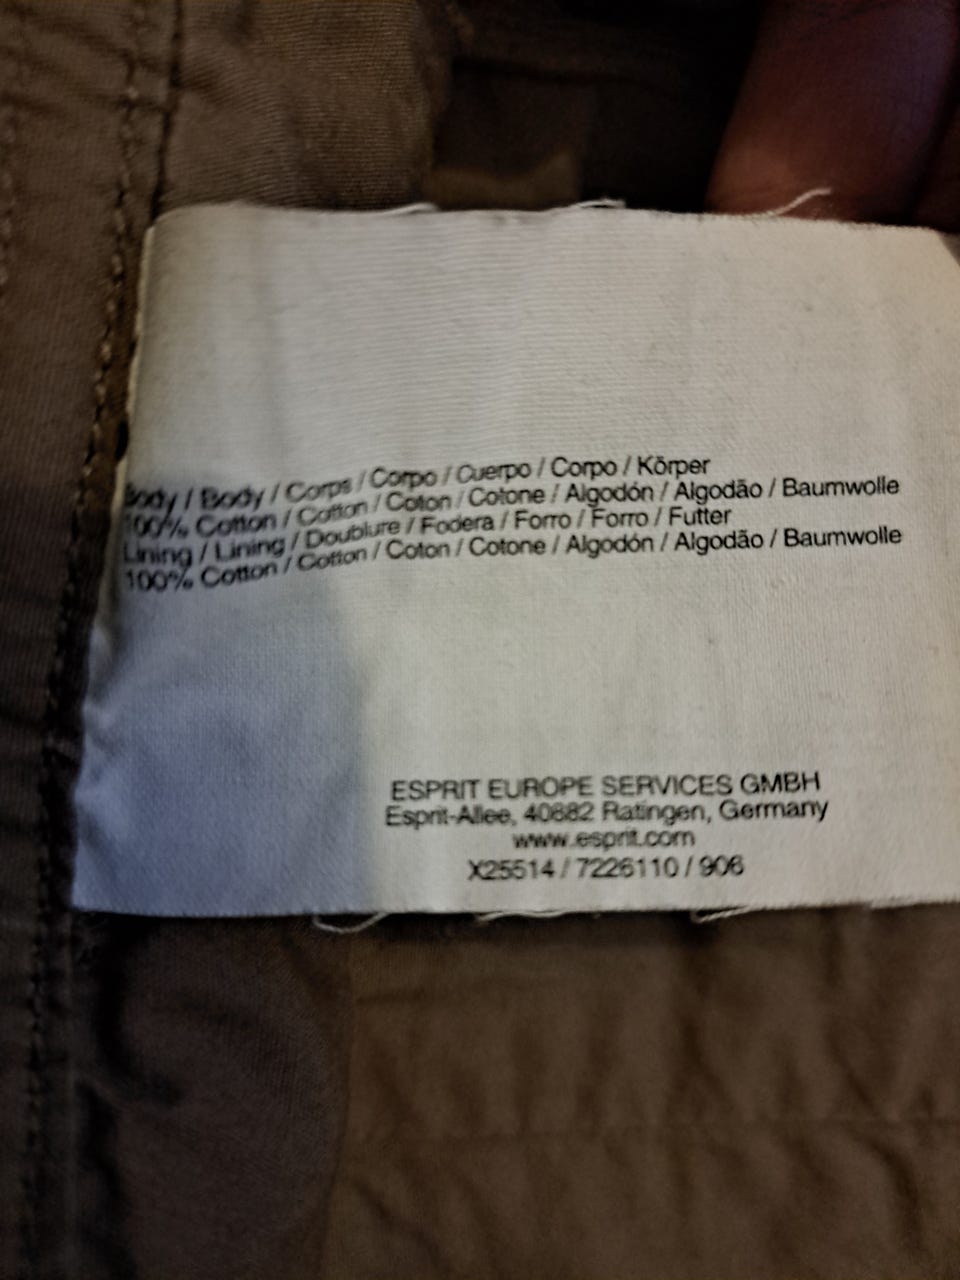 Body / Body / Corps / Corpo / Cuerpo / Corpo / Körper
100% Cotton / Cotton / Coton / Cotone / Algodón / Algodão / Baumwolle
Lining / Lining / Doublure / Fodera / Forro / Forro / Futter
100% Cotton / Cotton / Coton / Cotone / Algodón / Algodão / Baumwolle
ESPRIT EUROPE SERVICES GMBH
Esprit-Allee, 40882 Ratingen, Germany
www.esprit.com
X25514 / 7226110 / 906